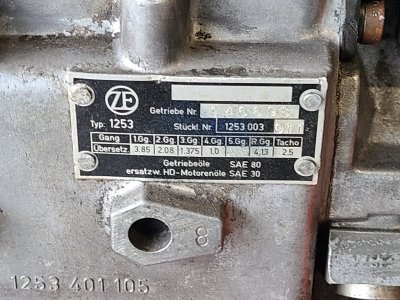 ZF
Getriebe Nr.
Typ: 1253 Stückl. Nr 1253 003 011
Gang 1.Gg. 2.Gg. 3.Gg. 4.Gg. 5.Gg. R.Gg. Tacho
Übersetz 3.85 2.08 1.375 1.0 4.13 2.5
Getriebeöle SAE 80
ersatzw. HD-Motorenöle SAE 30
8
1253 401 105